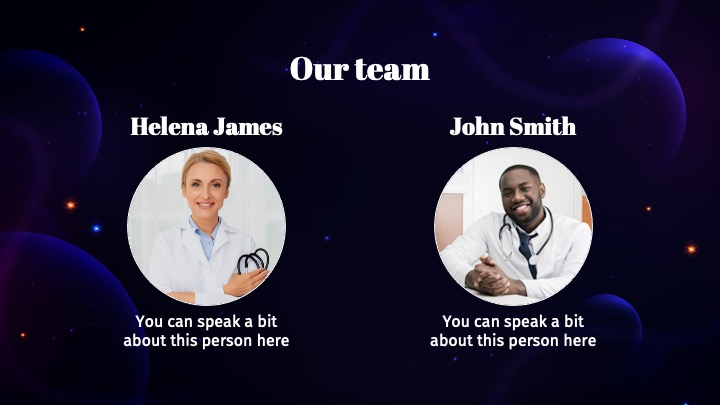 Our team
Helena James
John Smith
You can speak a bit
about this person here
You can speak a bit
about this person here